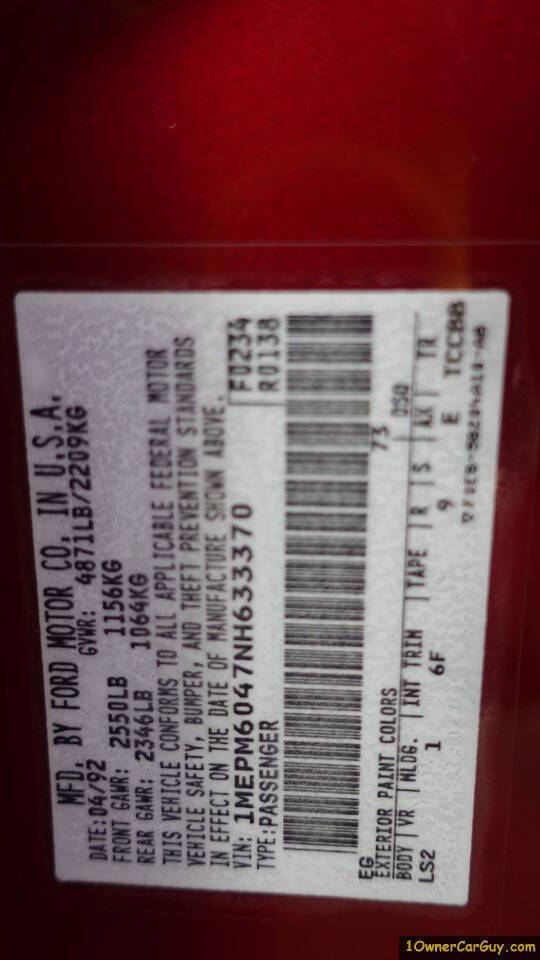 MFD. BY FORD MOTOR CO. IN U.S.A.
DATE: 04/92 GVWR: 4871LB/2209KG
FRONT GAWR: 2550LB 1156KG
REAR GAWR: 2346LB 1064KG
THIS VEHICLE CONFORMS TO ALL APPLICABLE FEDERAL MOTOR
VEHICLE SAFETY, BUMPER, AND THEFT PREVENTION STANDARDS
IN EFFECT ON THE DATE OF MANUFACTURE SHOWN ABOVE.
VIN: 1MEPM6047NH633370 F0234
TYPE: PASSENGER R0138
EG 73
EXTERIOR PAINT COLORS DSO
BODY VR MLDG. INT TRIM TAPE R S AX TR
LS2 1 6F 9 E TCCB8
1OwnerCarGuy.com